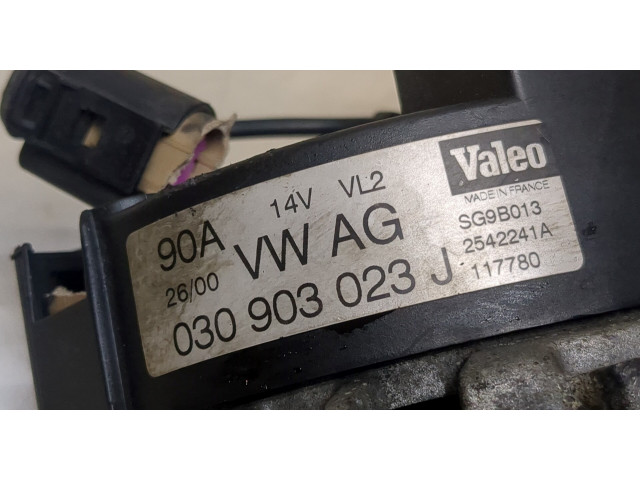 90A 14V VL2
26/00 VW AG
030 903 023 J
Valeo
MADE IN FRANCE
SG9B013
2542241A
117780